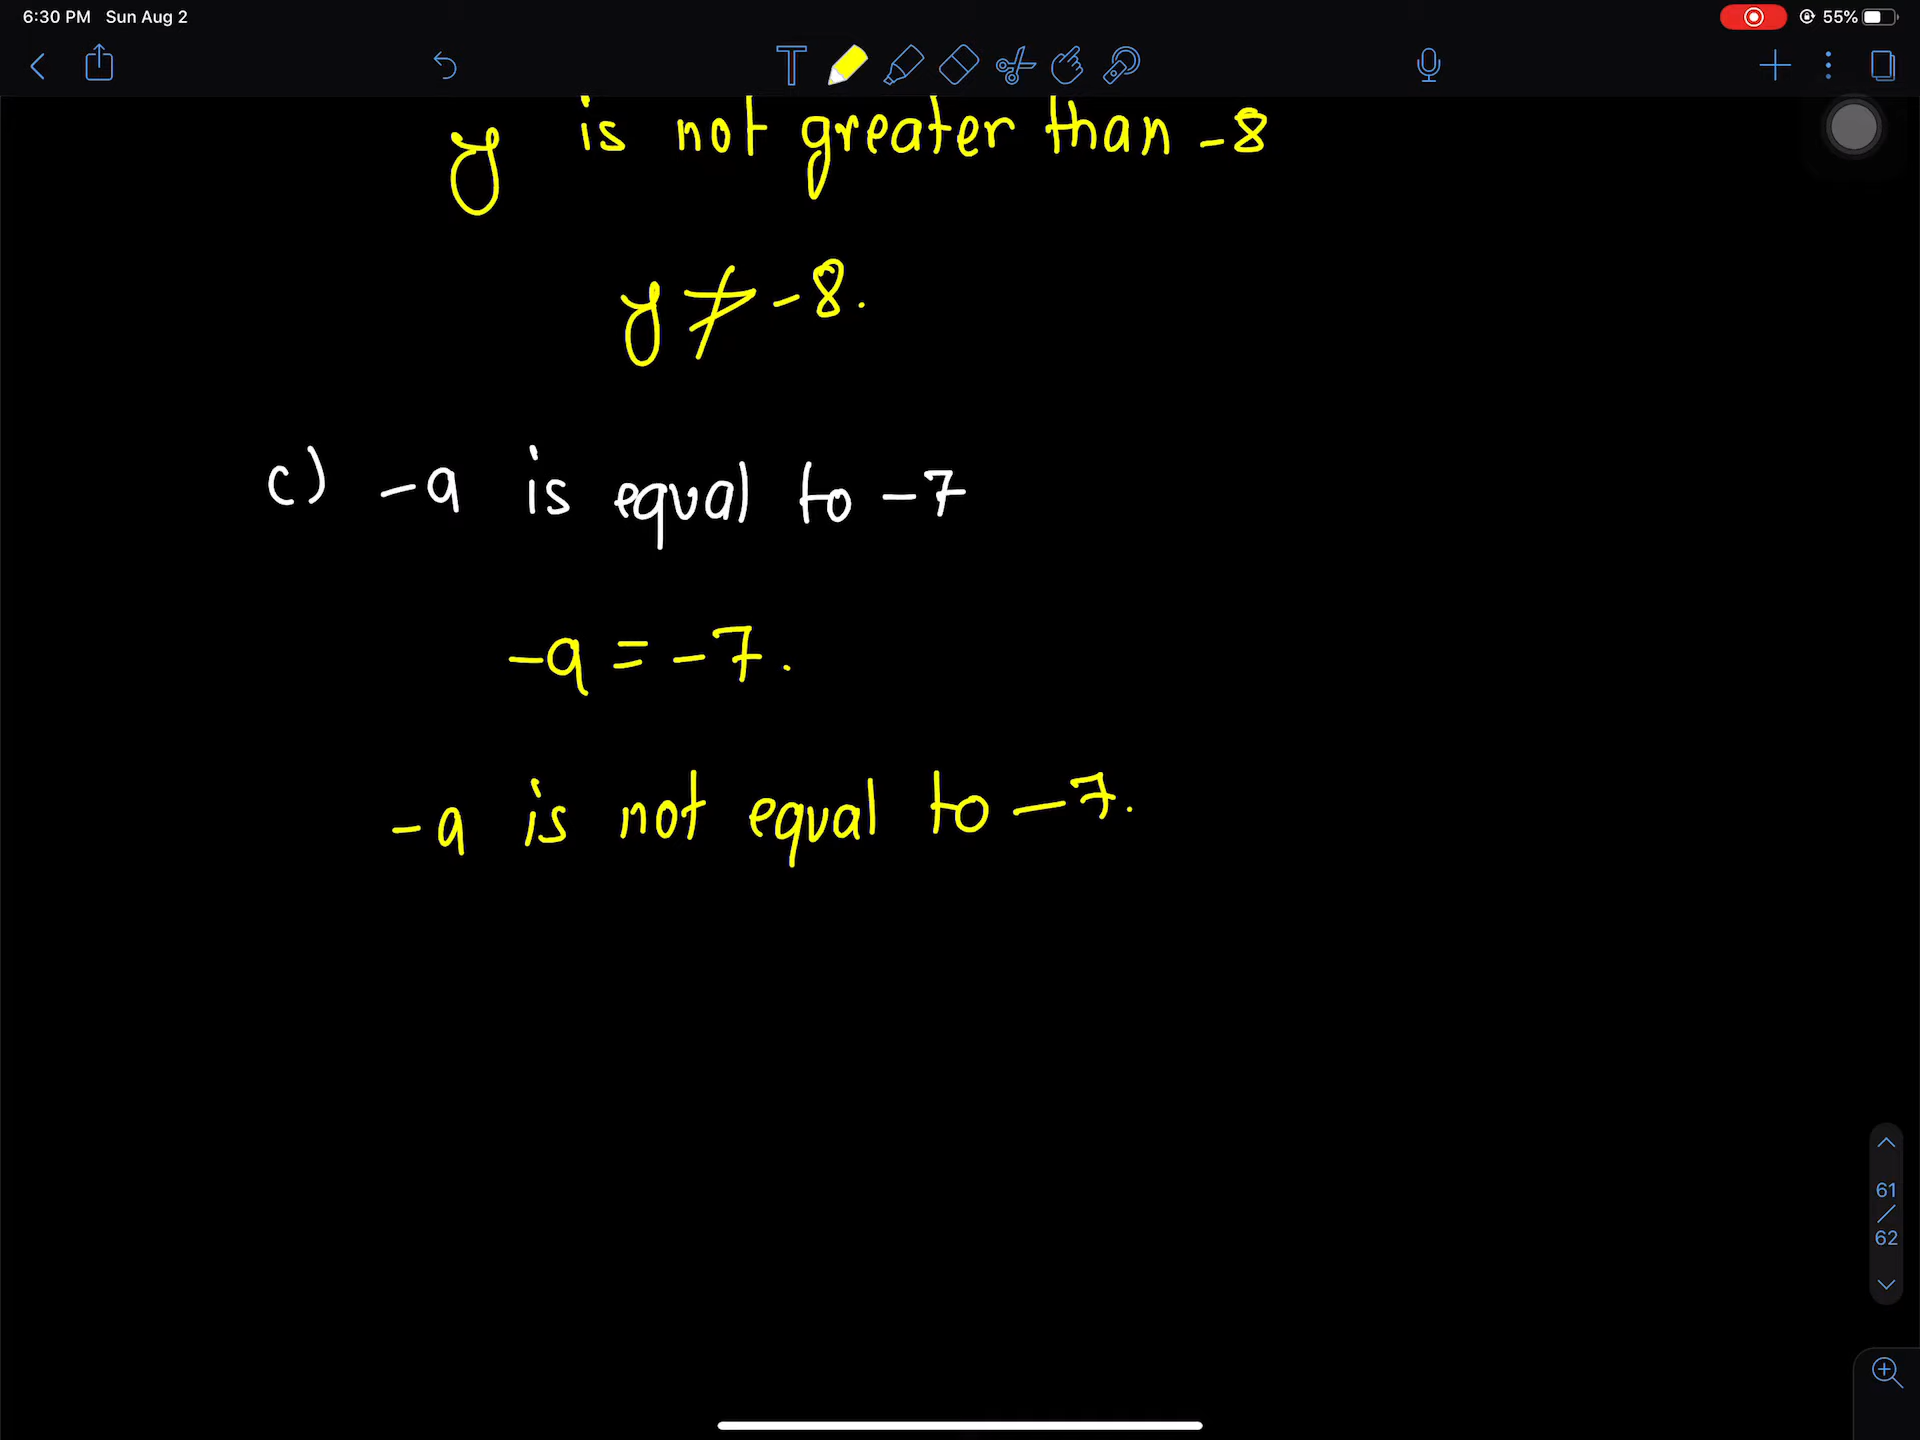 6:30 PM Sun Aug 2 55%
T
y is not greater than -8
y ≯ -8.
c) -a is equal to -7
-a = -7.
-a is not equal to -7.
61
/
62